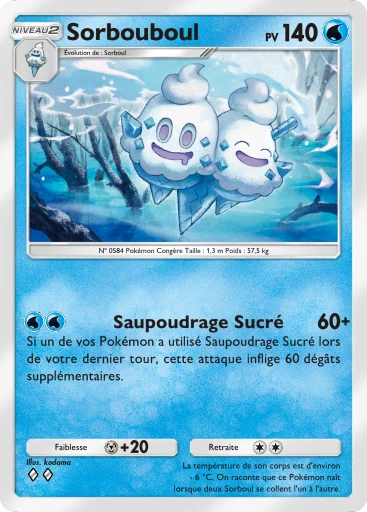 NIVEAU 2
Sorbouboul
PV 140
Évolution de : Sorboul
N° 0584 Pokémon Congère Taille : 1,3 m Poids : 57,5 kg
Saupoudrage Sucré 60+
Si un de vos Pokémon a utilisé Saupoudrage Sucré lors
de votre dernier tour, cette attaque inflige 60 dégâts
supplémentaires.
Faiblesse +20 Retraite
Illus. kodama
La température de son corps est d'environ
- 6 °C. On raconte que ce Pokémon naît
lorsque deux Sorboul se collent l'un à l'autre.